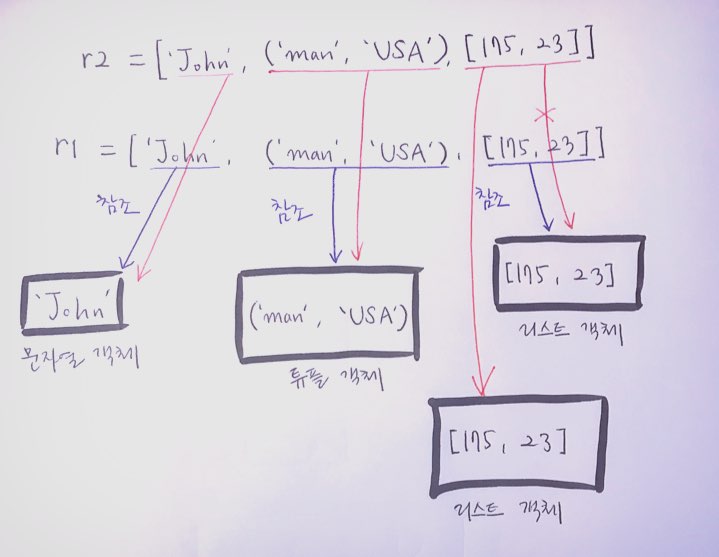 r2 = ['John', ('man', 'USA'), [175, 23]]
r1 = ['John', ('man', 'USA'), [175, 23]]
참조
참조
참조
'John'
문자열 객체
('man', 'USA')
튜플 객체
[175, 23]
리스트 객체
[175, 23]
리스트 객체